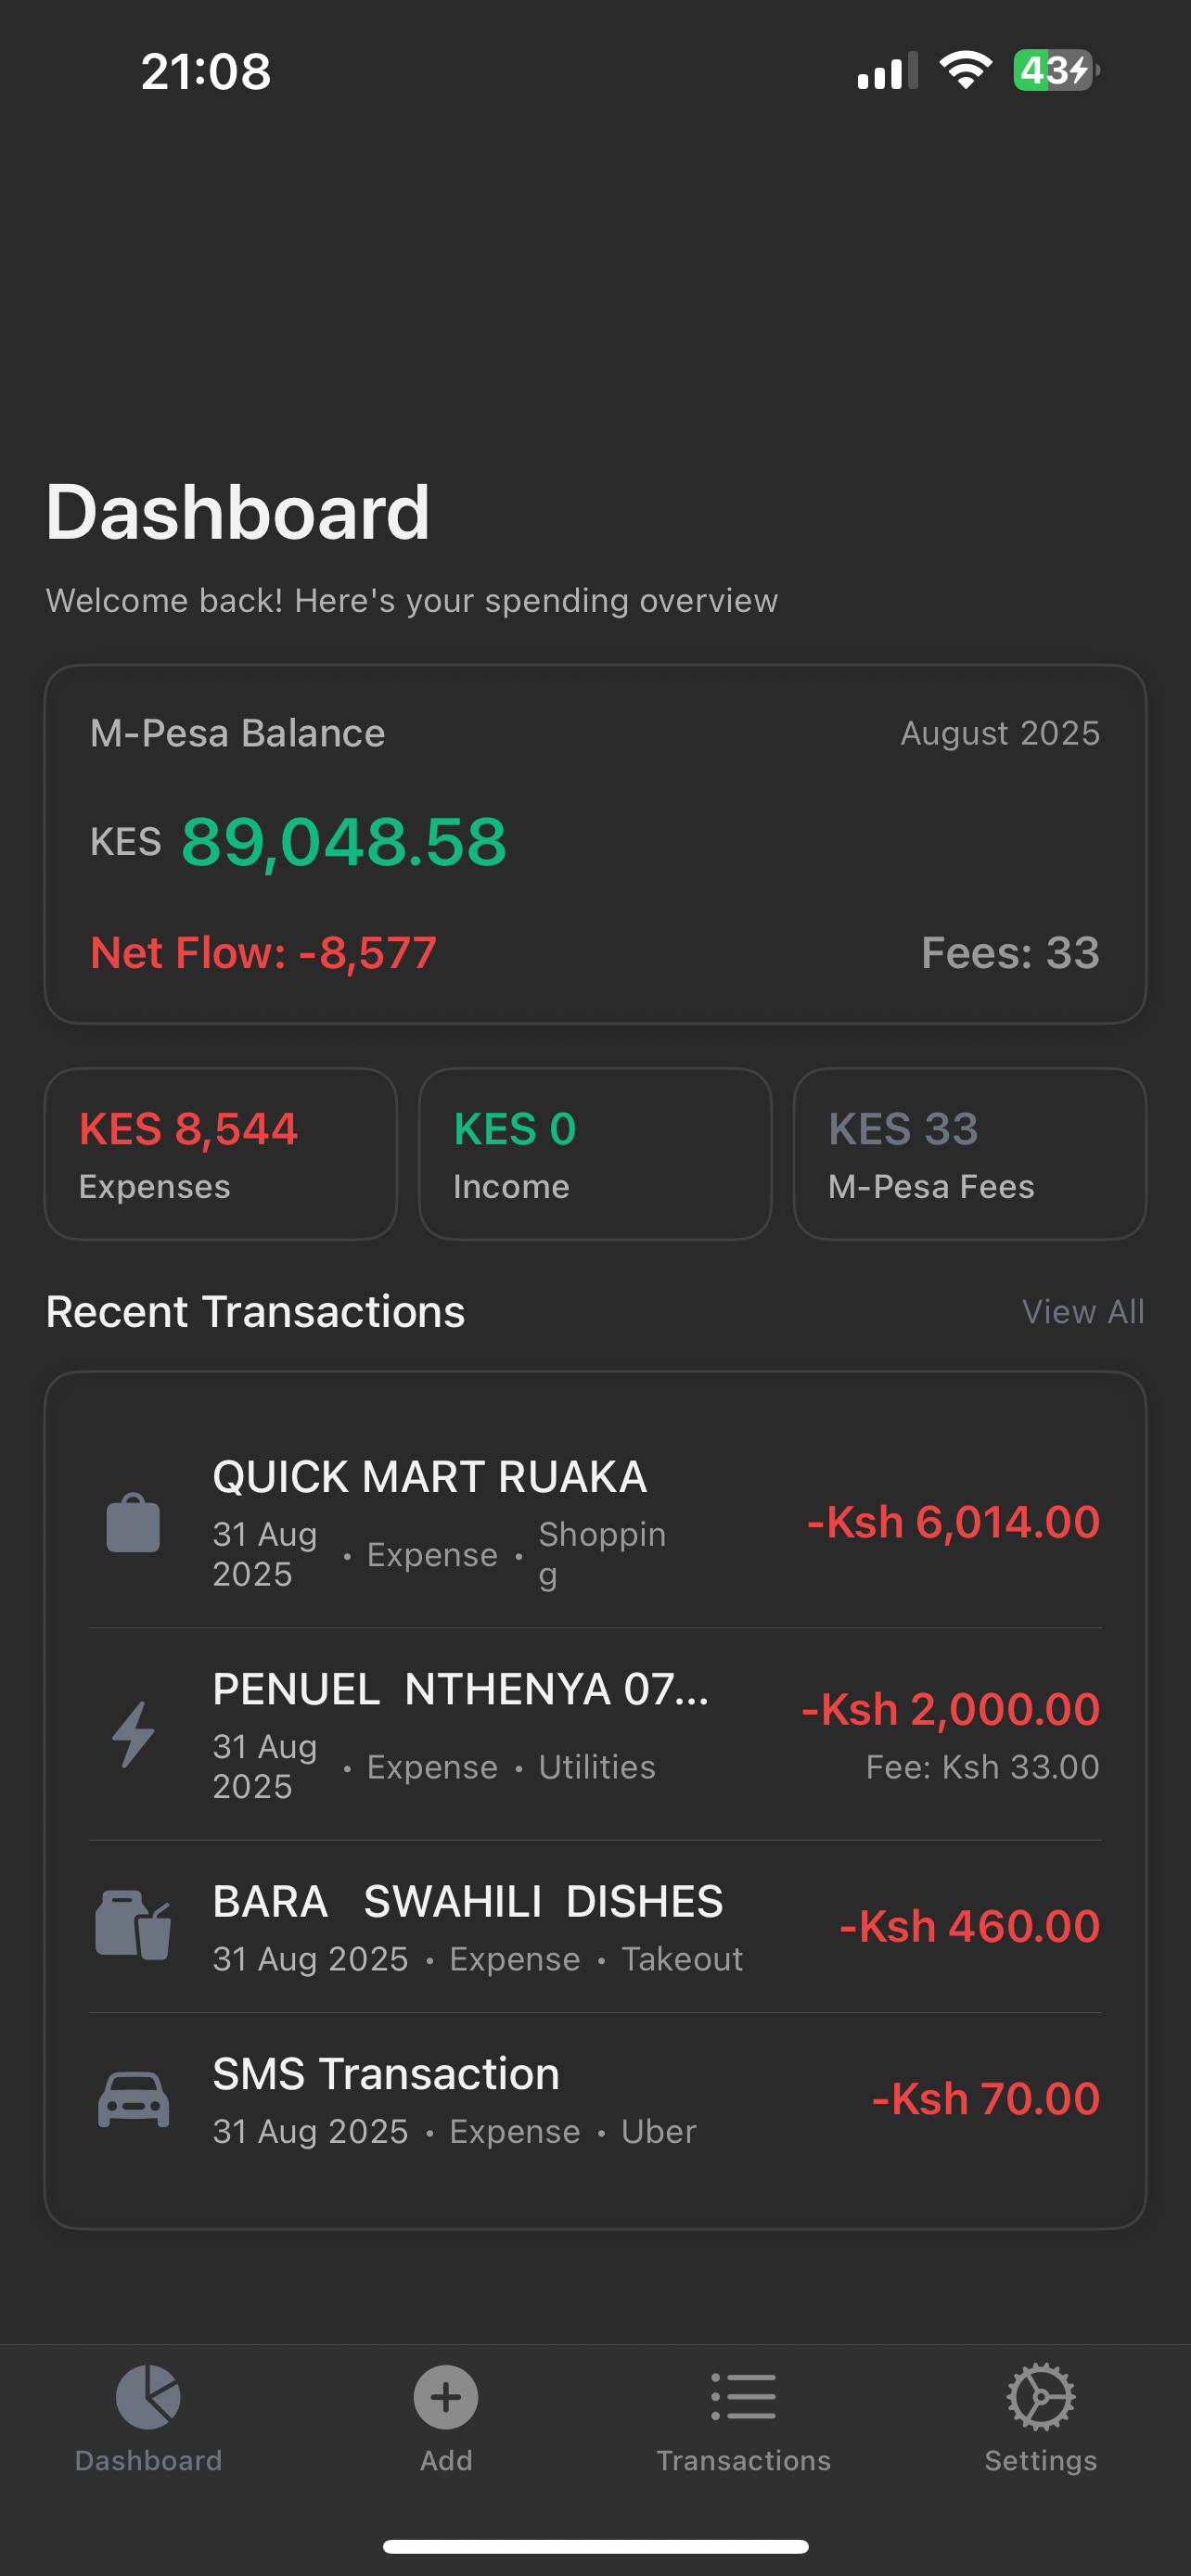 21:08
43
Dashboard
Welcome back! Here's your spending overview
M-Pesa Balance
August 2025
KES 89,048.58
Net Flow: -8,577
Fees: 33
KES 8,544
Expenses
KES 0
Income
KES 33
M-Pesa Fees
Recent Transactions
View All
QUICK MART RUAKA
31 Aug
2025
• Expense •
Shoppin
g
-Ksh 6,014.00
PENUEL  NTHENYA 07...
31 Aug
2025
• Expense • Utilities
-Ksh 2,000.00
Fee: Ksh 33.00
BARA   SWAHILI  DISHES
31 Aug 2025 • Expense • Takeout
-Ksh 460.00
SMS Transaction
31 Aug 2025 • Expense • Uber
-Ksh 70.00
Dashboard
Add
Transactions
Settings